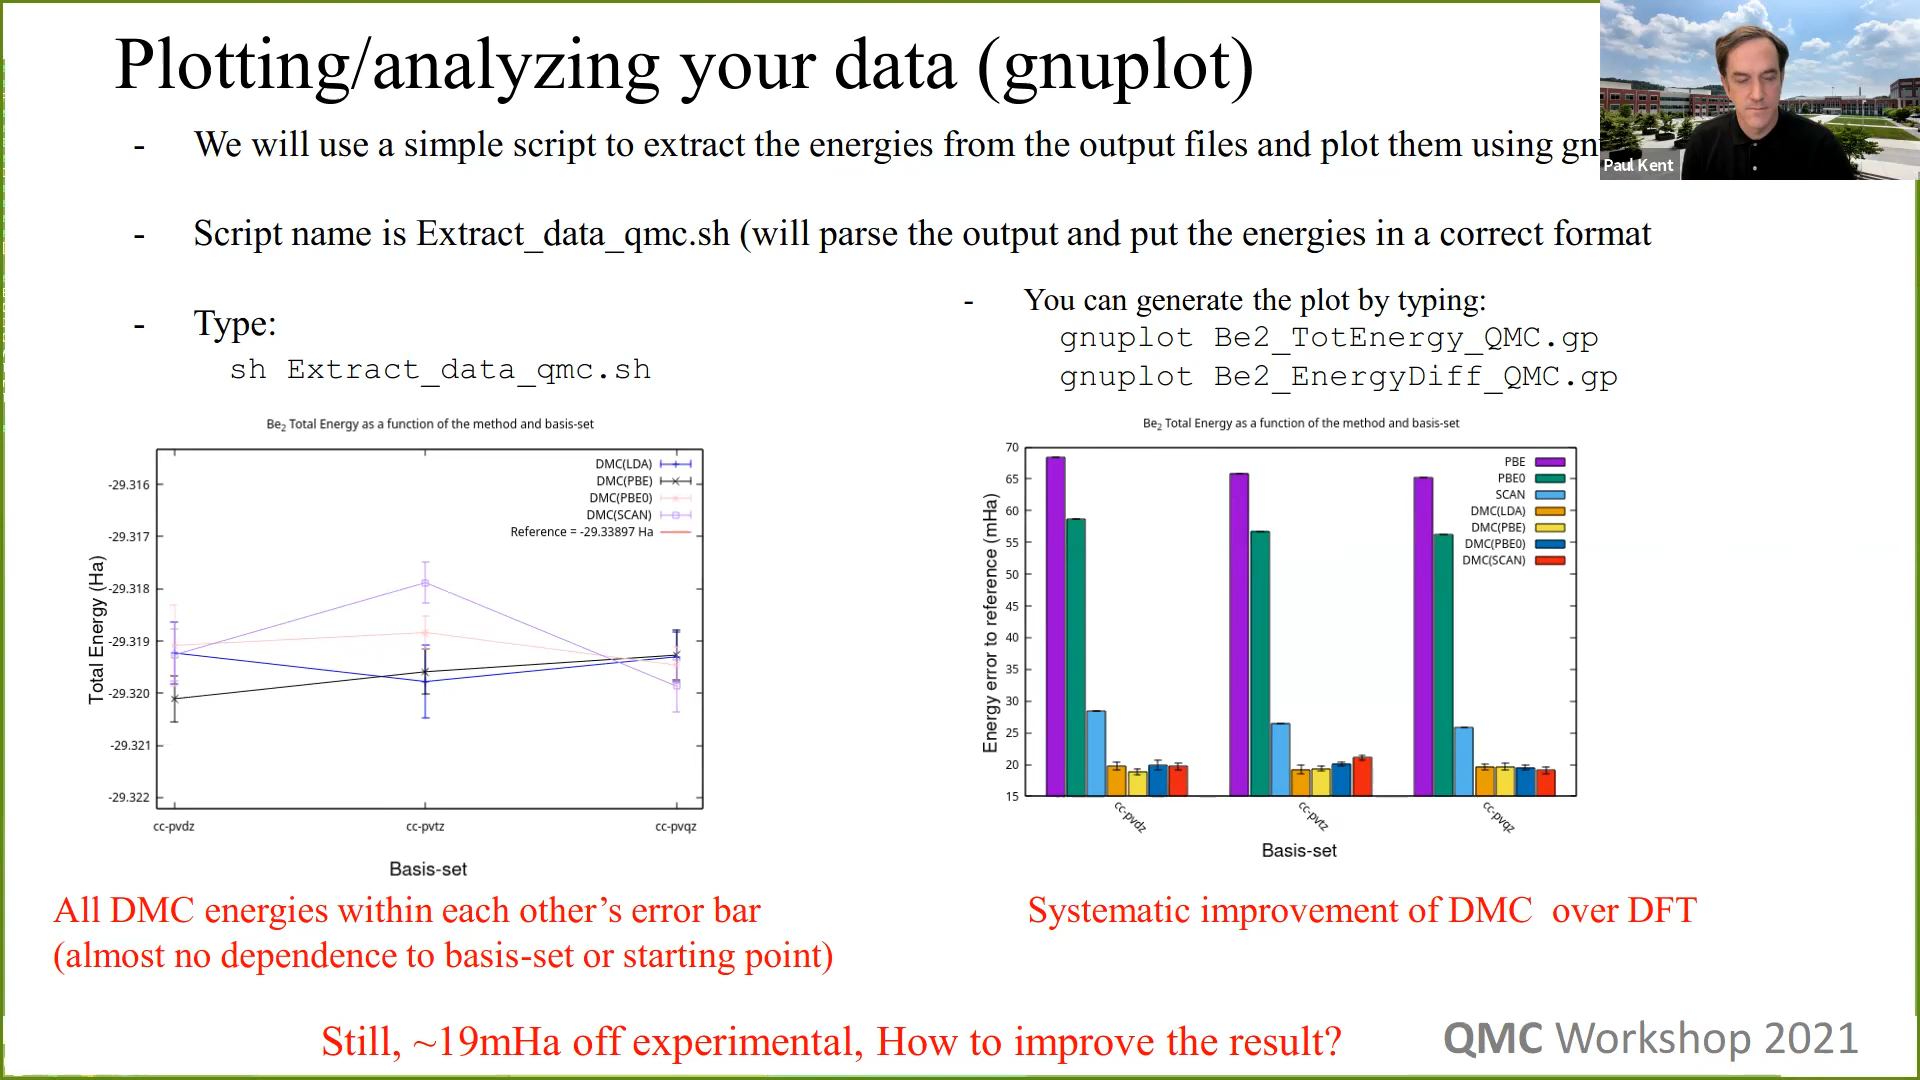 Plotting/analyzing your data (gnuplot)
- We will use a simple script to extract the energies from the output files and plot them using gn
Paul Kent
- Script name is Extract_data_qmc.sh (will parse the output and put the energies in a correct format
- Type:
sh Extract_data_qmc.sh
- You can generate the plot by typing:
gnuplot Be2_TotEnergy_QMC.gp
gnuplot Be2_EnergyDiff_QMC.gp
Be2 Total Energy as a function of the method and basis-set
DMC(LDA)
DMC(PBE)
DMC(PBE0)
DMC(SCAN)
Reference = -29.33897 Ha
Total Energy (Ha)
-29.316
-29.317
-29.318
-29.319
-29.320
-29.321
-29.322
cc-pvdz cc-pvtz cc-pvqz
Basis-set
Be2 Total Energy as a function of the method and basis-set
PBE
PBE0
SCAN
DMC(LDA)
DMC(PBE)
DMC(PBE0)
DMC(SCAN)
Energy error to reference (mHa)
70
65
60
55
50
45
40
35
30
25
20
15
cc-pvdz cc-pvtz cc-pvqz
Basis-set
All DMC energies within each other’s error bar
(almost no dependence to basis-set or starting point)
Systematic improvement of DMC over DFT
Still, ~19mHa off experimental, How to improve the result?
QMC Workshop 2021